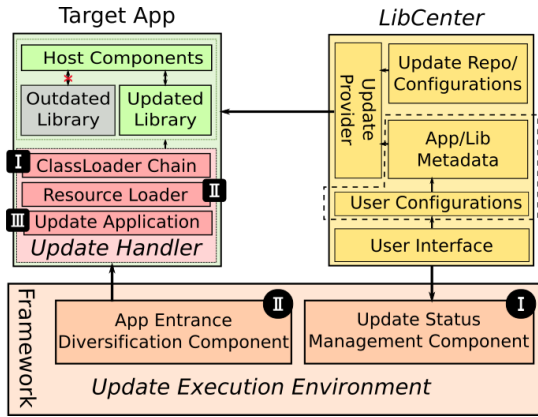 Target App
Host Components
Outdated
Library
Updated
Library
I
ClassLoader Chain
Resource Loader
II
III
Update Application
Update Handler
LibCenter
Update
Provider
Update Repo/
Configurations
App/Lib
Metadata
User Configurations
User Interface
Framework
II
App Entrance
Diversification Component
I
Update Status
Management Component
Update Execution Environment